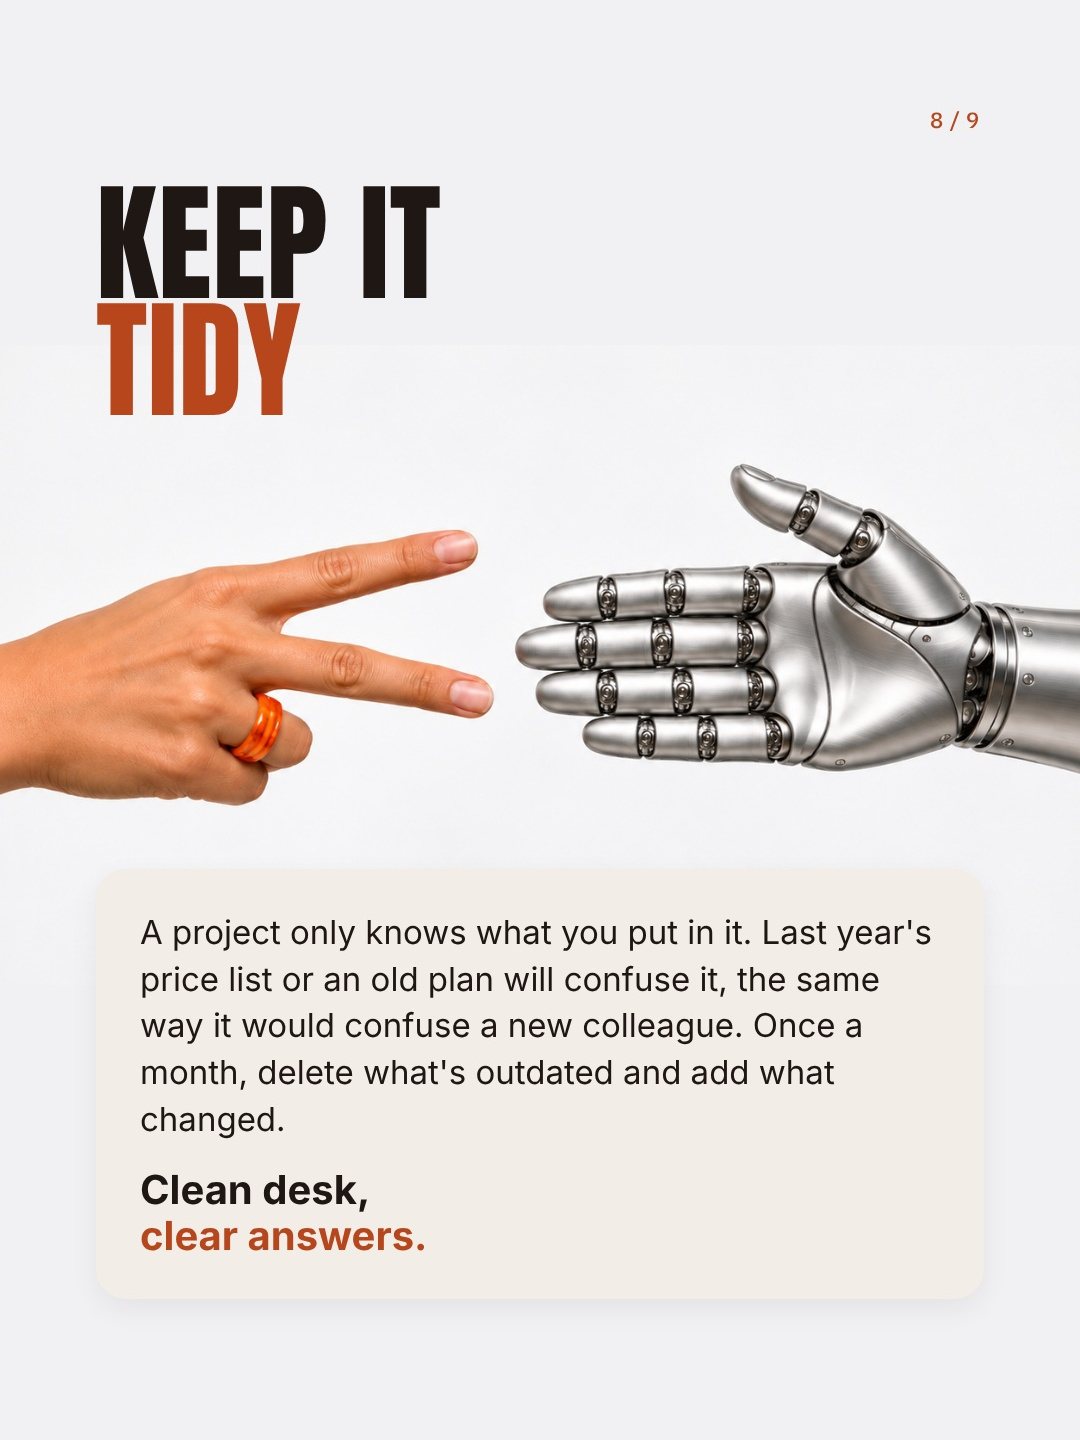 8 / 9
KEEP IT
TIDY
A project only knows what you put in it. Last year's
price list or an old plan will confuse it, the same
way it would confuse a new colleague. Once a
month, delete what's outdated and add what
changed.
Clean desk,
clear answers.